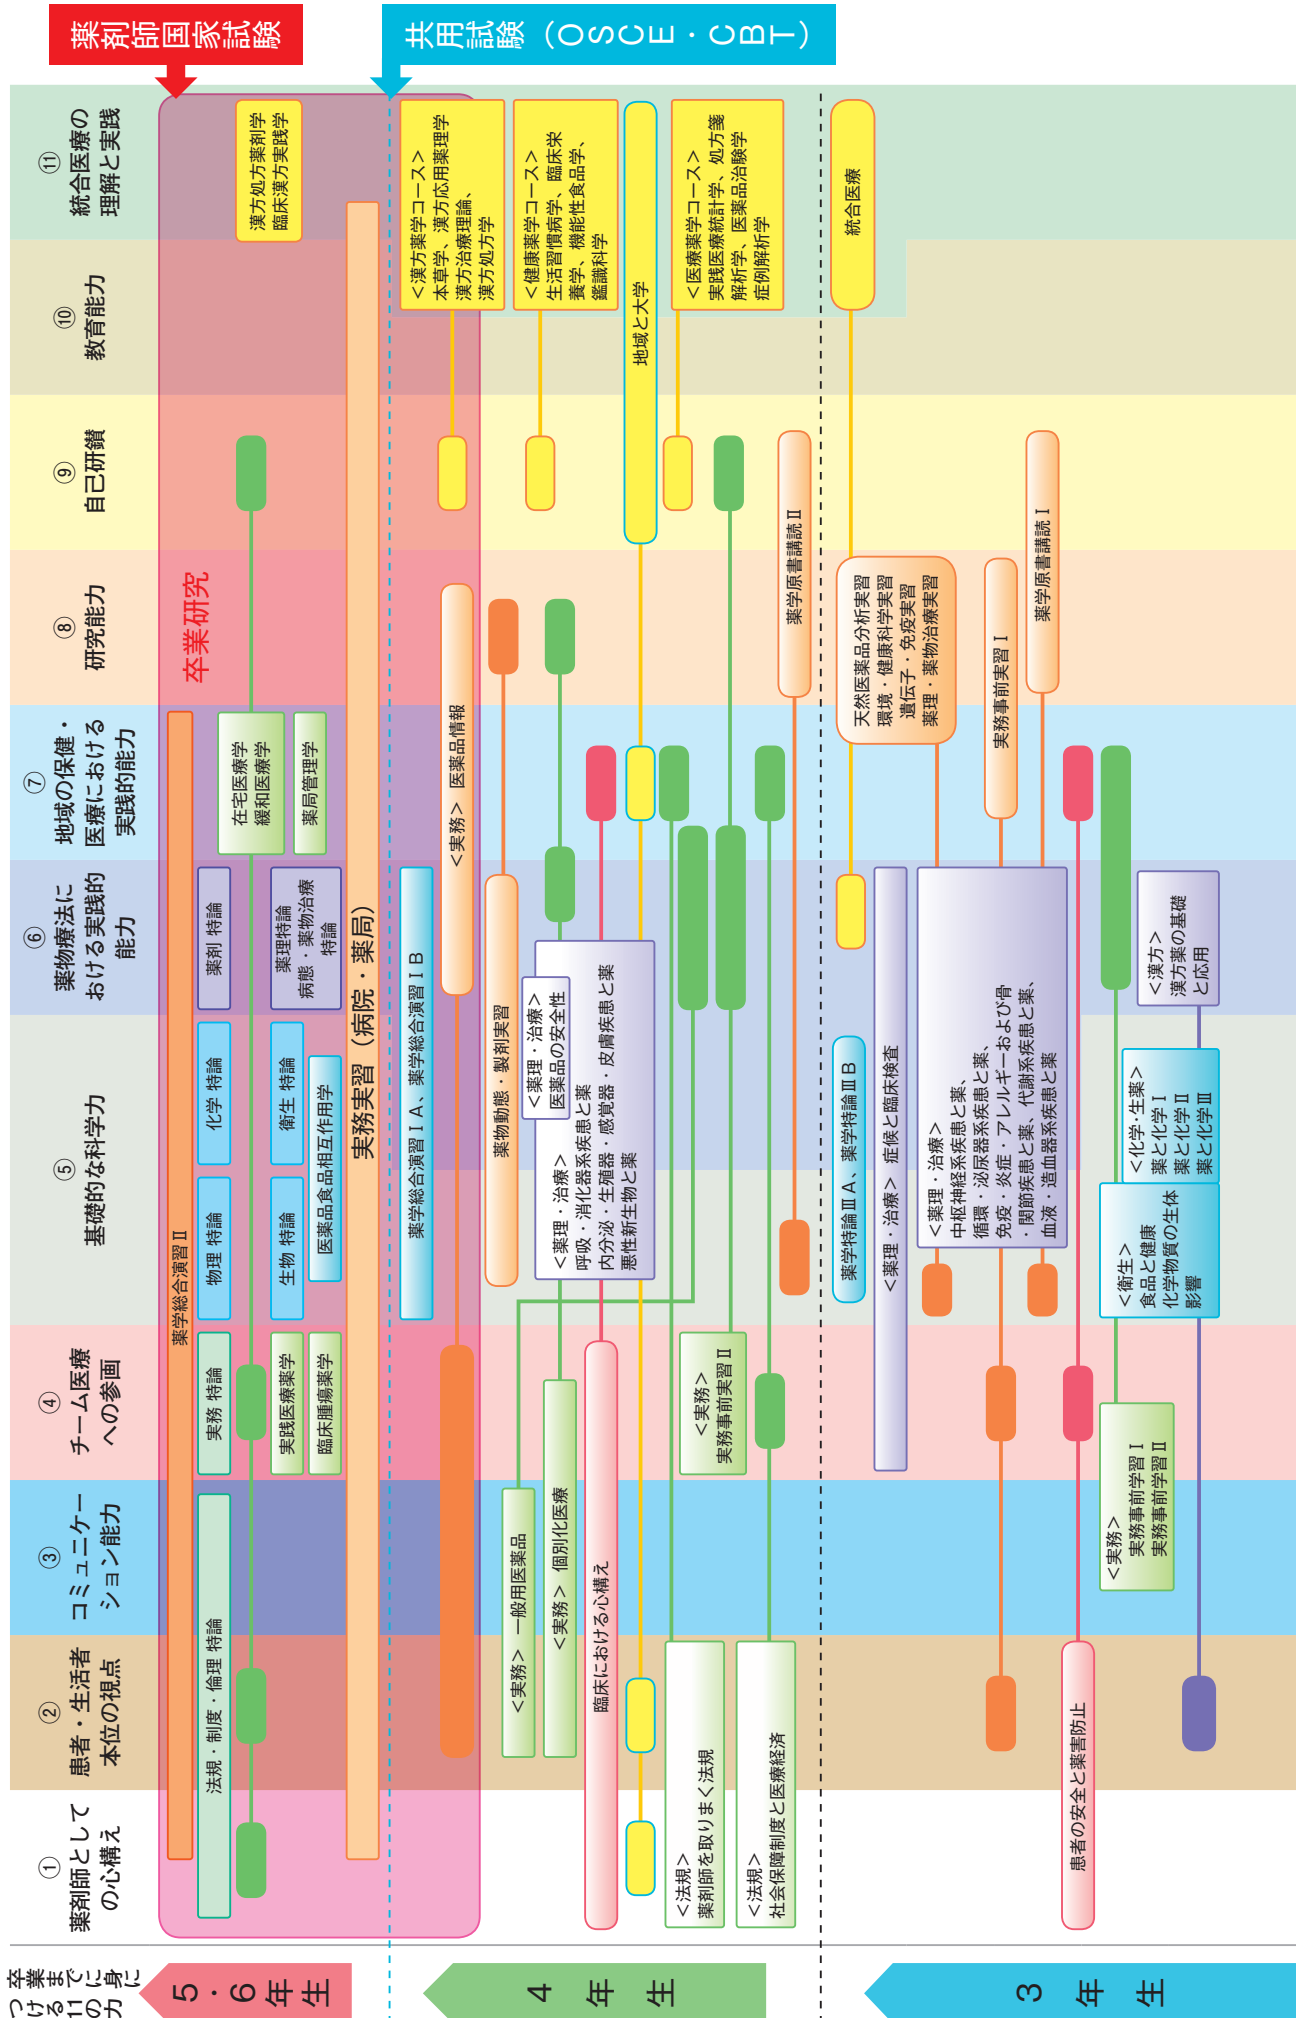 卒業までに身に
つける11の力
①
薬剤師として
の心構え
②
患者・生活者
本位の視点
③
コミュニケー
ション能力
④
チーム医療
への参画
⑤
基礎的な科学力
⑥
薬物療法に
おける実践的
能力
⑦
地域の保健・
医療における
実践的能力
⑧
研究能力
⑨
自己研鑚
⑩
教育能力
⑪
統合医療の
理解と実践
薬剤師国家試験
共用試験（OSCE・CBT）
5・6年生
卒業研究
薬学総合演習Ⅱ
法規・制度・倫理 特論
実務 特論
物理 特論
化学 特論
薬剤 特論
在宅医療学
緩和医療学
漢方処方薬剤学
臨床漢方実践学
実践医療薬学
生物 特論
衛生 特論
薬理特論
病態・薬物治療
特論
薬局管理学
臨床腫瘍薬学
医薬品食品相互作用学
実務実習（病院・薬局）
4年生
薬学総合演習ⅠA、薬学総合演習ⅠB
＜漢方薬学コース＞
本草学、漢方応用薬理学
漢方治療理論、
漢方処方学
＜実務＞ 医薬品情報
薬物動態・製剤実習
＜実務＞ 一般用医薬品
＜薬理・治療＞
医薬品の安全性
＜健康薬学コース＞
生活習慣病学、臨床栄
養学、機能性食品学、
鑑識科学
＜実務＞ 個別化医療
＜薬理・治療＞
呼吸・消化器系疾患と薬
内分泌・生殖器・感覚器・皮膚疾患と薬
悪性新生物と薬
臨床における心構え
地域と大学
＜法規＞
薬剤師を取りまく法規
＜実務＞
実務事前実習Ⅱ
＜医療薬学コース＞
実践医療統計学、処方箋
解析学、医薬品治験学
症例解析学
＜法規＞
社会保障制度と医療経済
薬学原書講読Ⅱ
3年生
薬学特論ⅢA、薬学特論ⅢB
統合医療
＜薬理・治療＞ 症候と臨床検査
天然医薬品分析実習
環境・健康科学実習
遺伝子・免疫実習
薬理・薬物治療実習
＜薬理・治療＞
中枢神経系疾患と薬、
循環・泌尿器系疾患と薬、
免疫・炎症・アレルギーおよび骨
・関節疾患と薬、代謝系疾患と薬、
血液・造血器系疾患と薬
実務事前実習Ⅰ
薬学原書講読Ⅰ
患者の安全と薬害防止
＜実務＞
実務事前学習Ⅰ
実務事前学習Ⅱ
＜衛生＞
食品と健康
化学物質の生体
影響
＜化学・生薬＞
薬と化学Ⅰ
薬と化学Ⅱ
薬と化学Ⅲ
＜漢方＞
漢方薬の基礎
と応用